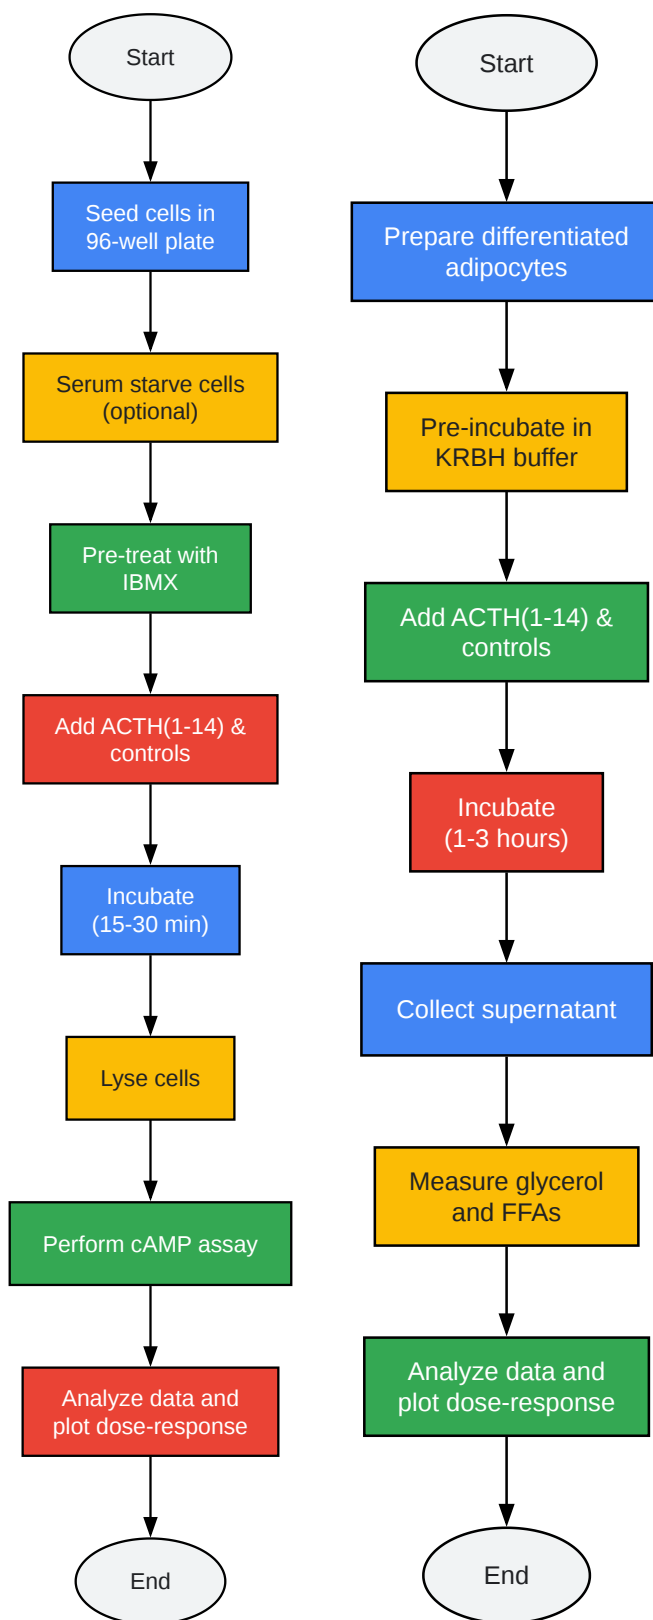 Start
Seed cells in
96-well plate
Serum starve cells
(optional)
Pre-treat with
IBMX
Add ACTH(1-14) &
controls
Incubate
(15-30 min)
Lyse cells
Perform cAMP assay
Analyze data and
plot dose-response
End
Start
Prepare differentiated
adipocytes
Pre-incubate in
KRBH buffer
Add ACTH(1-14) &
controls
Incubate
(1-3 hours)
Collect supernatant
Measure glycerol
and FFAs
Analyze data and
plot dose-response
End